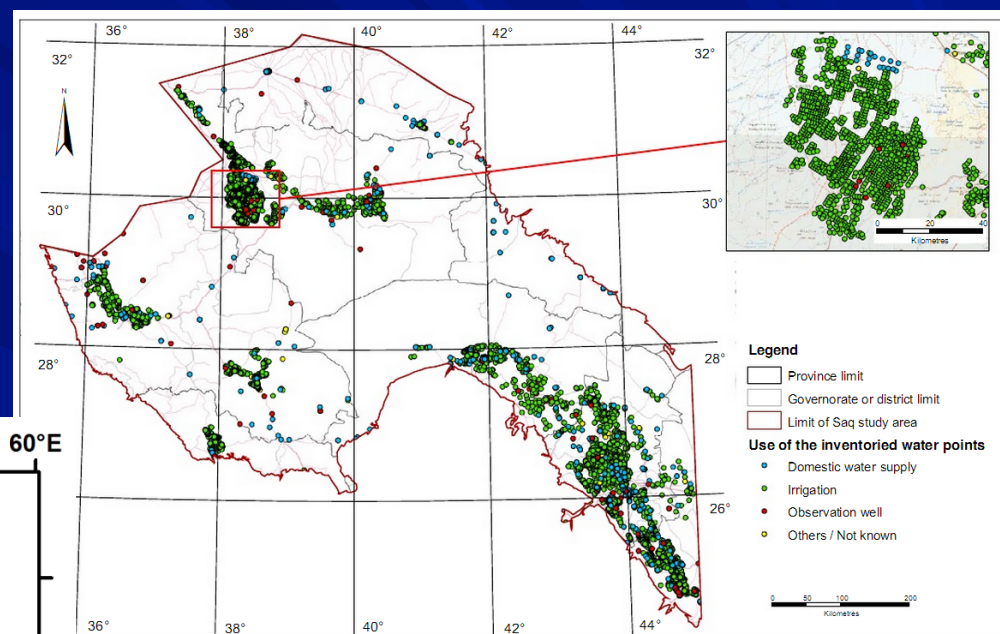 36°
38°
40°
42°
44°
32°
32°
N
30°
30°
0 20 40
Kilometres
28°
28°
Legend
Province limit
Governorate or district limit
Limit of Saq study area
Use of the inventoried water points
60°E
Domestic water supply
Irrigation
26°
Observation well
Others / Not known
0 50 100 200
Kilometres
36°
38°
40°
42°
44°